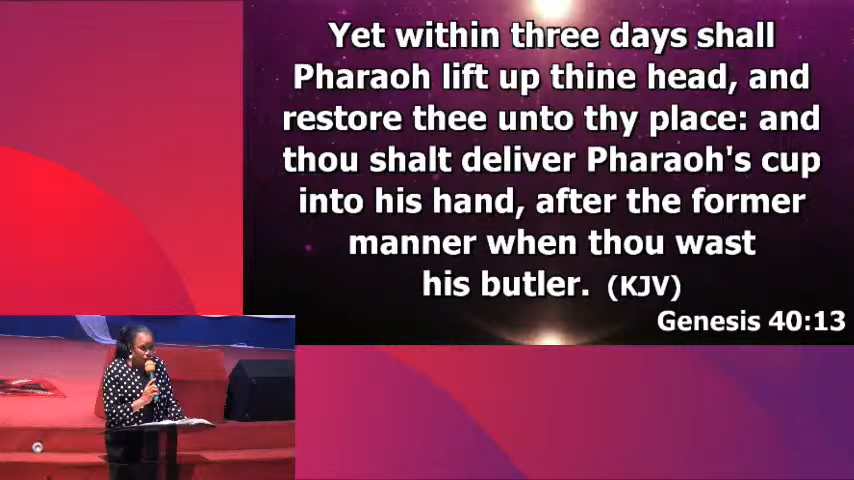 Yet within three days shall
Pharaoh lift up thine head, and
restore thee unto thy place: and
thou shalt deliver Pharaoh's cup
into his hand, after the former
manner when thou wast
his butler. (KJV)
Genesis 40:13